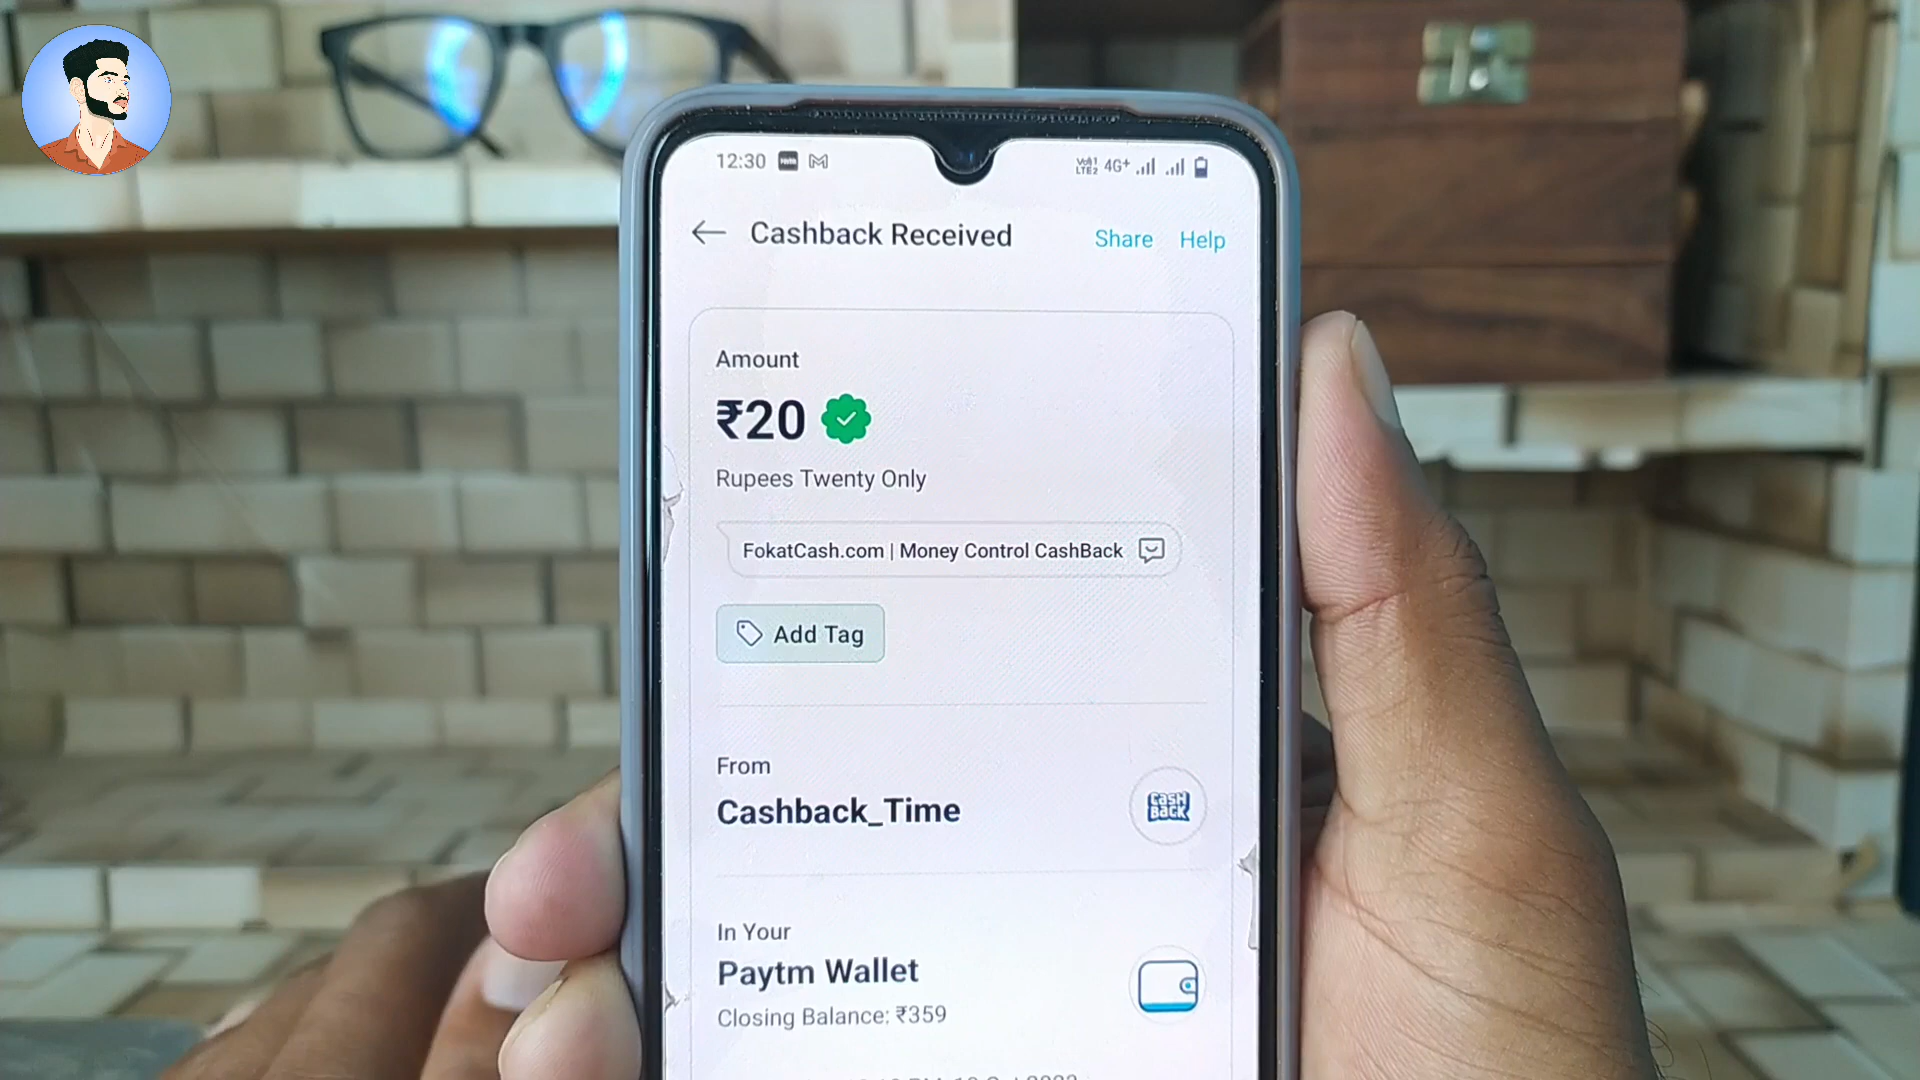 12:30
VoLTE2 4G+
Cashback Received
Share Help
Amount
₹20
Rupees Twenty Only
FokatCash.com | Money Control CashBack
Add Tag
From
Cashback_Time
CASH BACK
In Your
Paytm Wallet
Closing Balance: ₹359